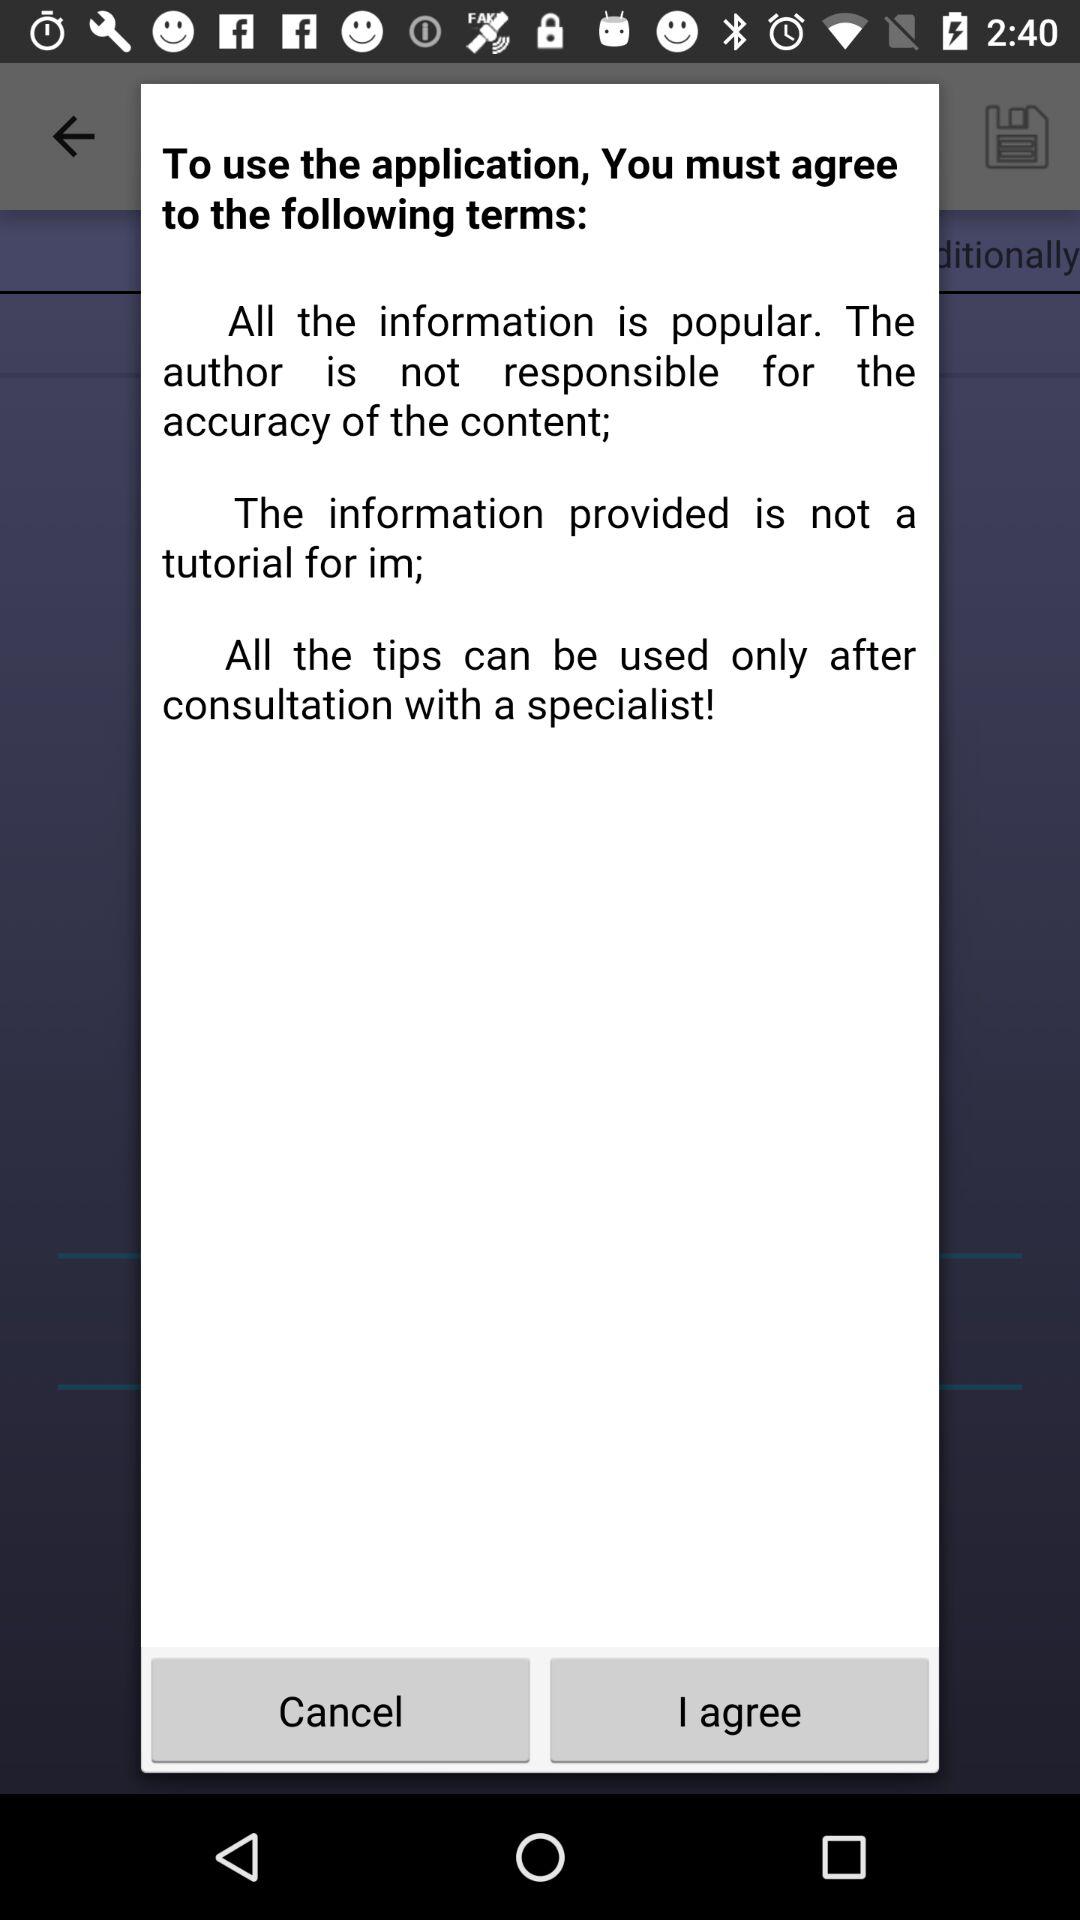 FAKE
2:40
ditionally
To use the application, You must agree
to the following terms:
All the information is popular. The
author is not responsible for the
accuracy of the content;
The information provided is not a
tutorial for im;
All the tips can be used only after
consultation with a specialist!
Cancel
I agree